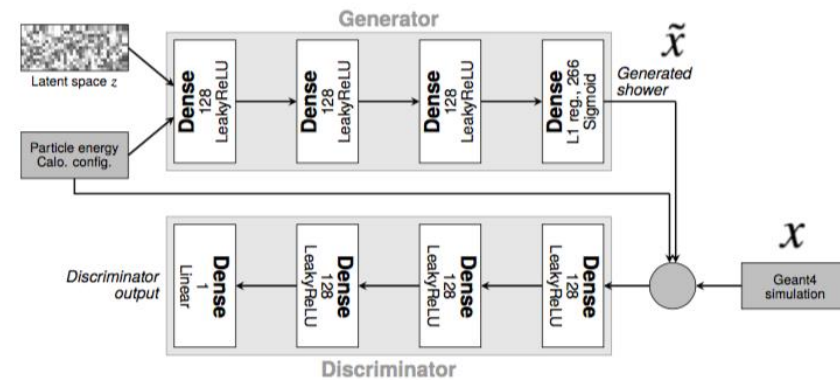 Generator
Latent space z
Particle energy
Calo. config.
Dense
128
LeakyReLU
Dense
128
LeakyReLU
Dense
128
LeakyReLU
Dense
L1 reg., 266
Sigmoid
x̃
Generated
shower
Discriminator
output
Dense
1
Linear
Dense
128
LeakyReLU
Dense
128
LeakyReLU
Dense
128
LeakyReLU
x
Geant4
simulation
Discriminator